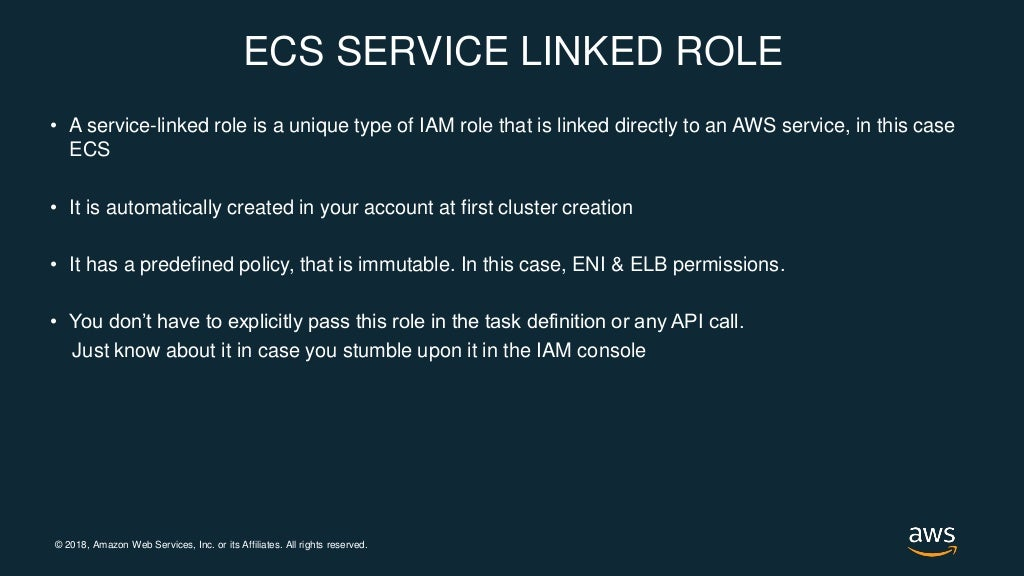 ECS SERVICE LINKED ROLE
• A service-linked role is a unique type of IAM role that is linked directly to an AWS service, in this case
ECS
• It is automatically created in your account at first cluster creation
• It has a predefined policy, that is immutable. In this case, ENI & ELB permissions.
• You don’t have to explicitly pass this role in the task definition or any API call.
Just know about it in case you stumble upon it in the IAM console
© 2018, Amazon Web Services, Inc. or its Affiliates. All rights reserved.
aws